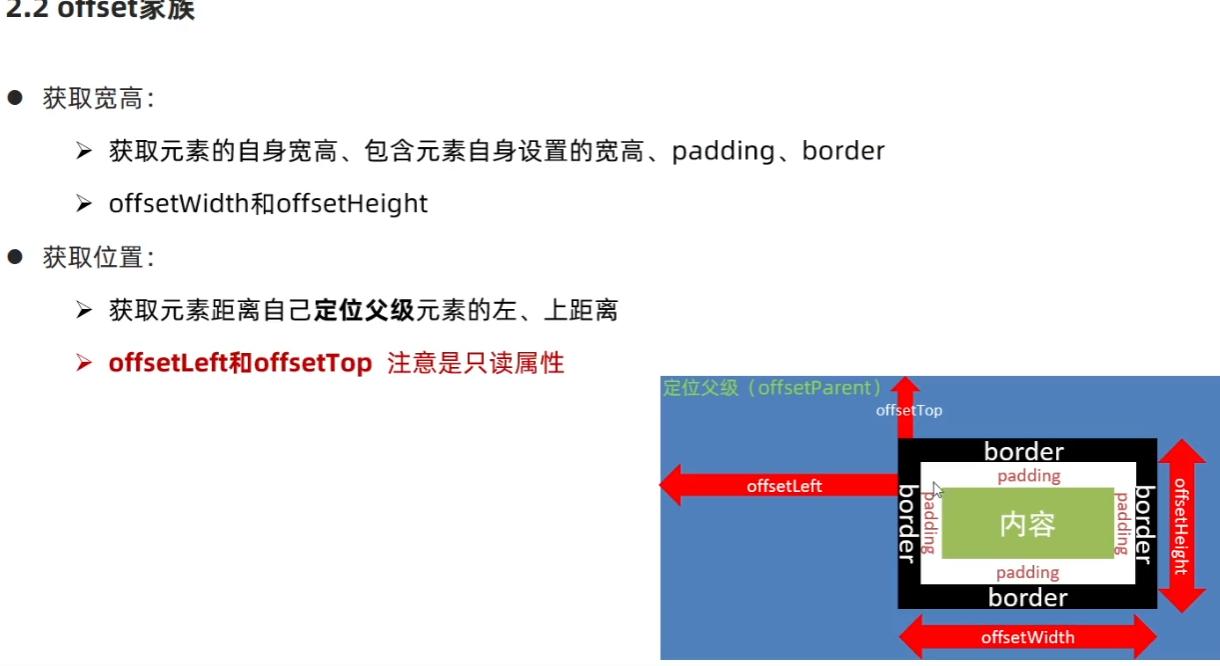 2.2 offset家族
获取宽高：
获取元素的自身宽高、包含元素自身设置的宽高、padding、border
offsetWidth和offsetHeight
获取位置：
获取元素距离自己定位父级元素的左、上距离
offsetLeft和offsetTop 注意是只读属性
定位父级（offsetParent）
offsetTop
border
padding
offsetLeft
border
padding
内容
padding
border
offsetHeight
padding
border
offsetWidth